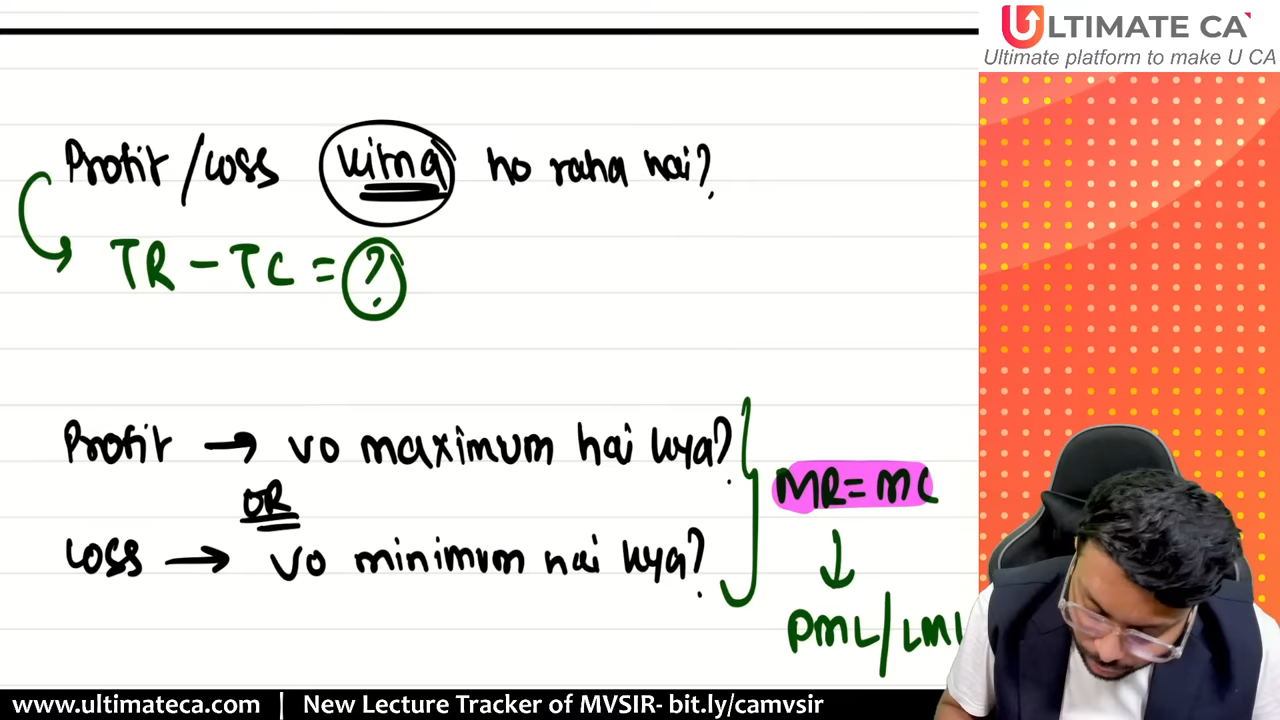 ULTIMATE CA
Ultimate platform to make U CA
Profit / Loss kitna ho raha hai?
TR - TC = ?
Profit → vo maximum hai kya?
OR
Loss → vo minimum hai kya?
MR = MC
↓
PML / LML
www.ultimateca.com | New Lecture Tracker of MVSIR- bit.ly/camvsir